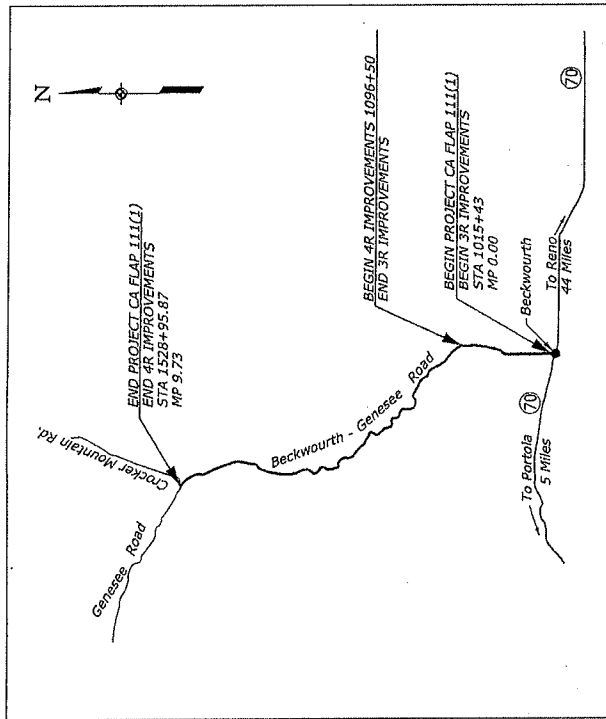 N
END PROJECT CA FLAP 111(1)
END 4R IMPROVEMENTS
STA 1528+95.87
MP 9.73
Crocker Mountain Rd.
Genesee Road
Beckwourth - Genesee Road
BEGIN 4R IMPROVEMENTS 1096+50
END 3R IMPROVEMENTS
BEGIN PROJECT CA FLAP 111(1)
BEGIN 3R IMPROVEMENTS
STA 1015+43
MP 0.00
Beckwourth
To Reno
44 Miles
70
70
To Portola
5 Miles